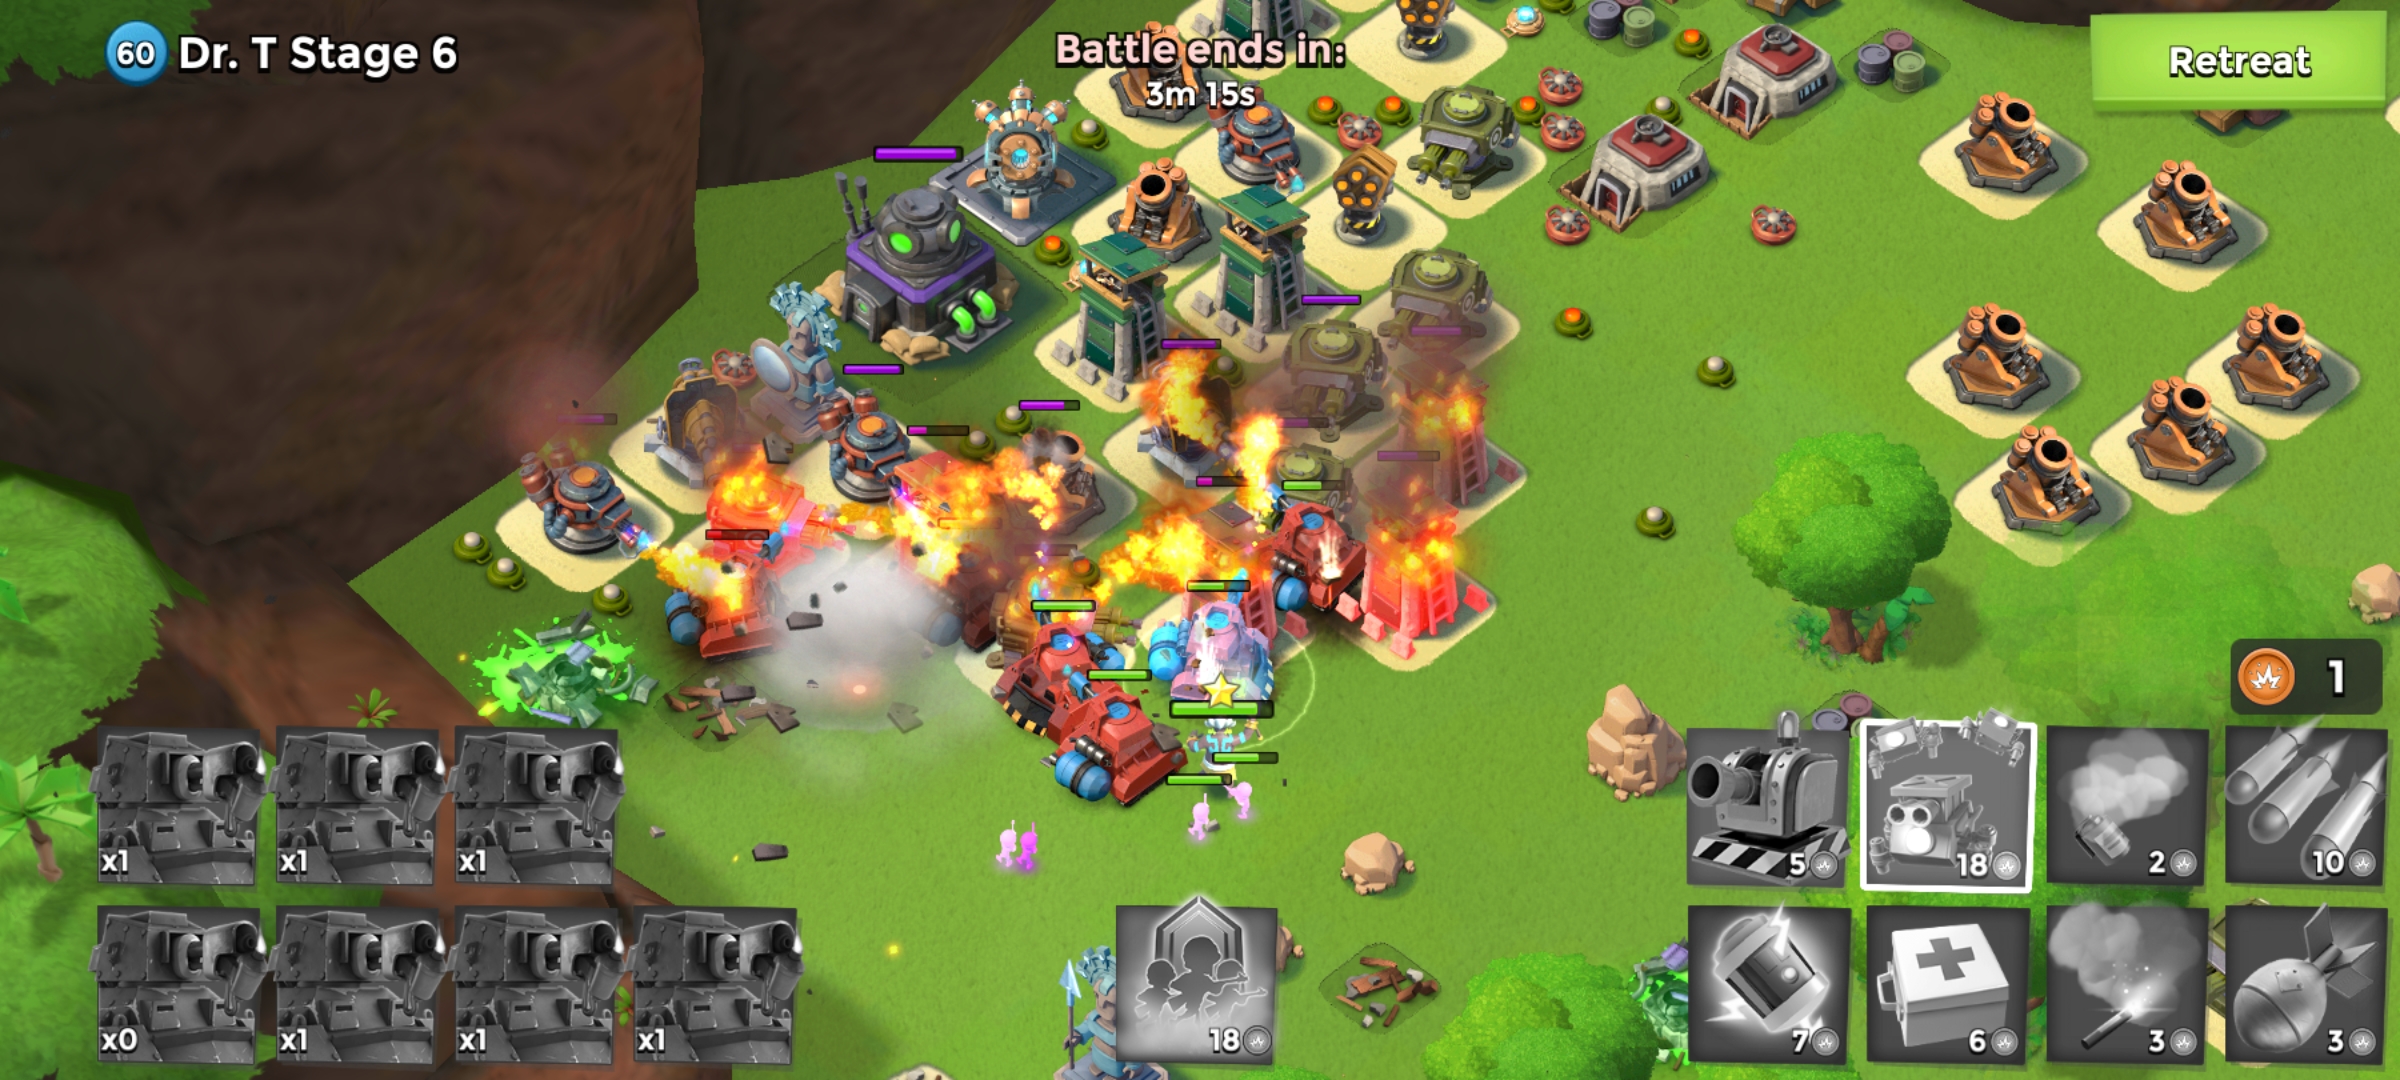 60 Dr. T Stage 6
Battle ends in:
3m 15s
Retreat
1
x1 x1 x1
5 18 2 10
x0 x1 x1 x1
18
7 6 3 3